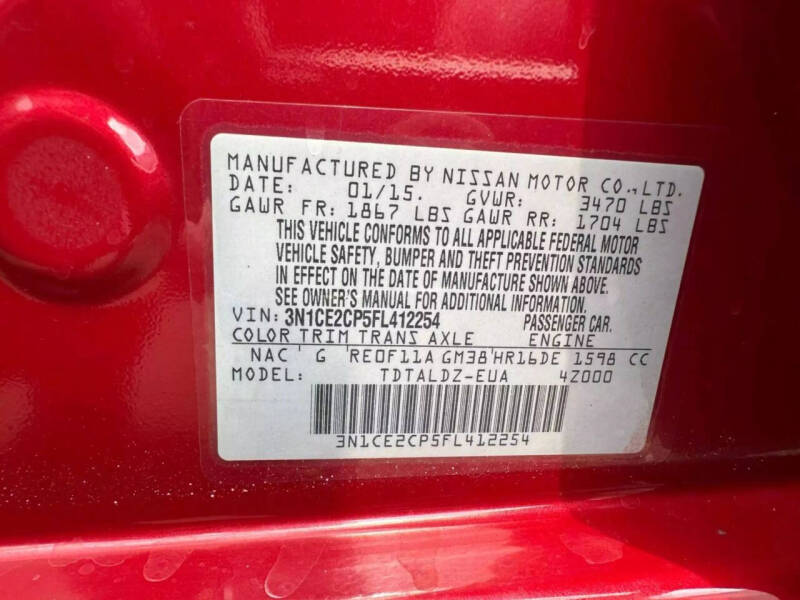 MANUFACTURED BY NISSAN MOTOR CO., LTD.
DATE: 01/15. GVWR: 3470 LBS
GAWR FR: 1867 LBS GAWR RR: 1704 LBS
THIS VEHICLE CONFORMS TO ALL APPLICABLE FEDERAL MOTOR
VEHICLE SAFETY, BUMPER AND THEFT PREVENTION STANDARDS
IN EFFECT ON THE DATE OF MANUFACTURE SHOWN ABOVE.
SEE OWNER'S MANUAL FOR ADDITIONAL INFORMATION.
VIN: 3N1CE2CP5FL412254 PASSENGER CAR.
COLOR TRIM TRANS AXLE ENGINE
NAC G RE0F11A GM38 HR16DE 1598 CC
MODEL: TDTALDZ-EUA 4Z000
3N1CE2CP5FL412254